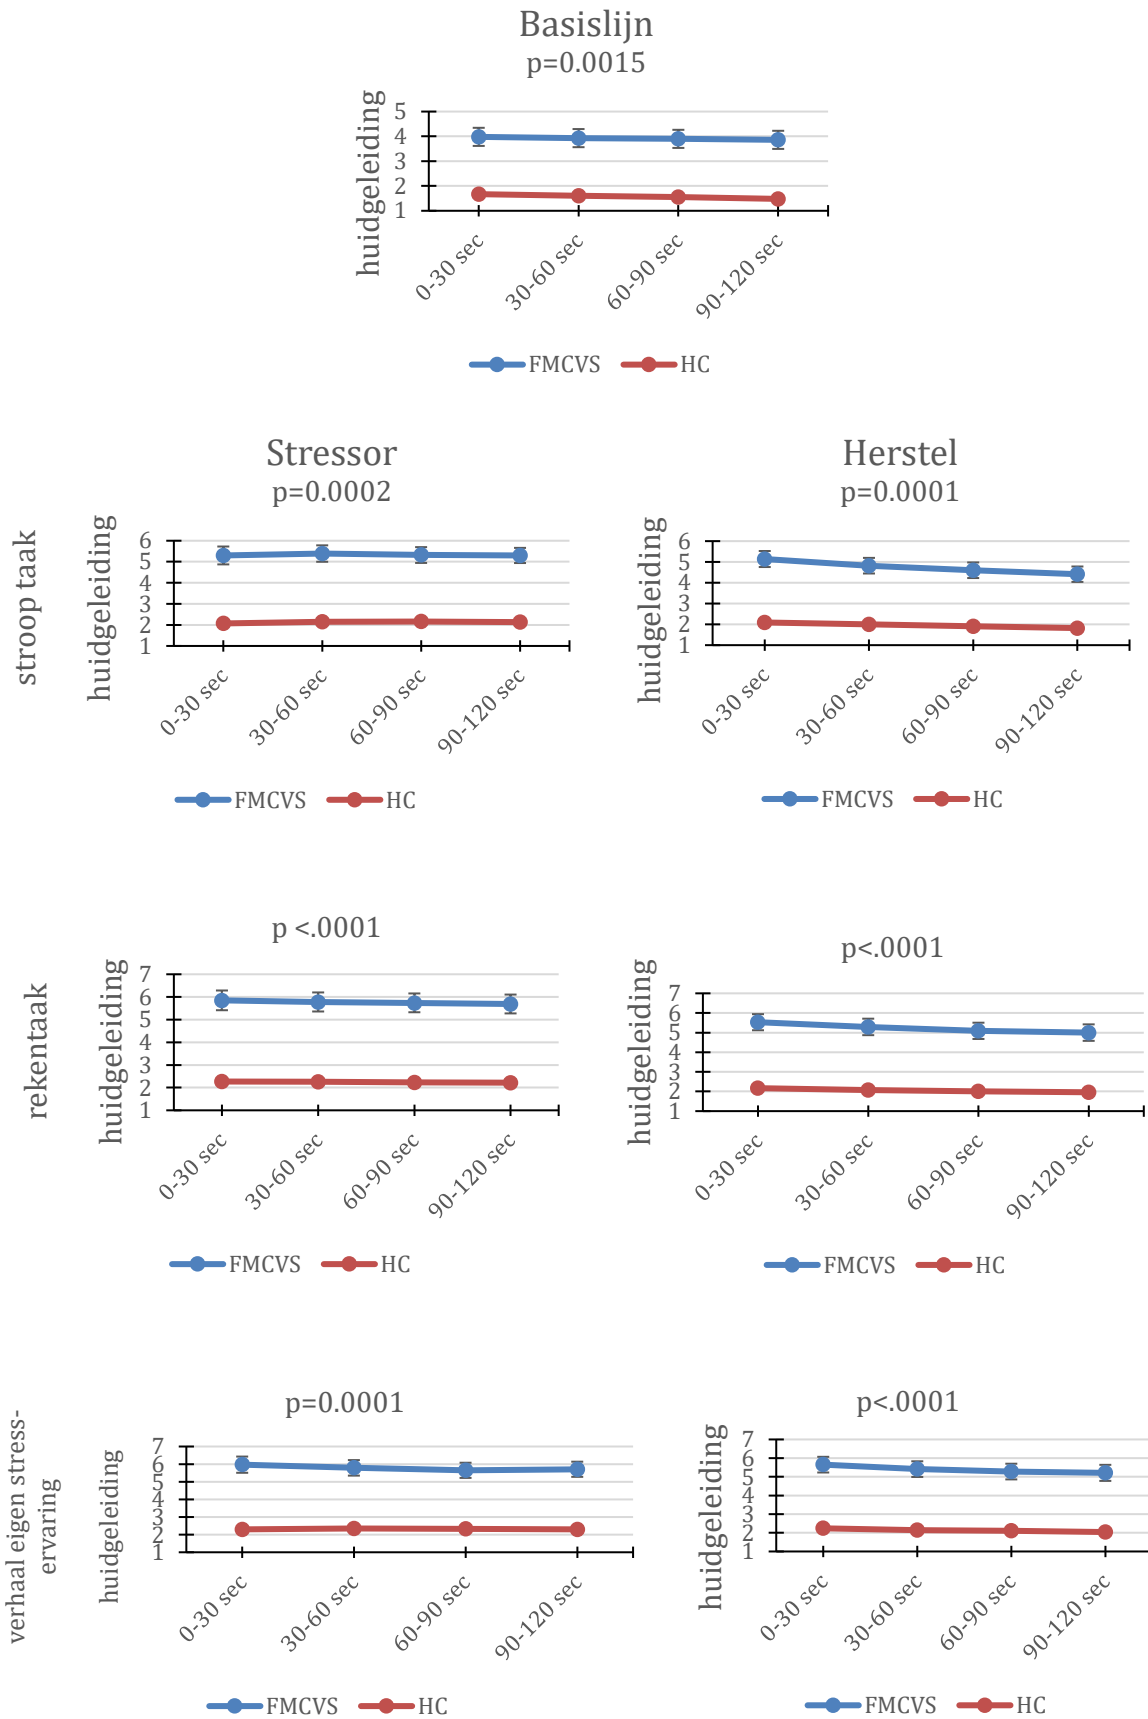 Basislijn
p=0.0015
huidgeleiding
5
4
3
2
1
0-30 sec
30-60 sec
60-90 sec
90-120 sec
FMCVS
HC
Stressor
p=0.0002
stroop taak
huidgeleiding
6
5
4
3
2
1
0-30 sec
30-60 sec
60-90 sec
90-120 sec
FMCVS
HC
Herstel
p=0.0001
huidgeleiding
6
5
4
3
2
1
0-30 sec
30-60 sec
60-90 sec
90-120 sec
FMCVS
HC
p <.0001
rekentaak
huidgeleiding
7
6
5
4
3
2
1
0-30 sec
30-60 sec
60-90 sec
90-120 sec
FMCVS
HC
p<.0001
huidgeleiding
7
6
5
4
3
2
1
0-30 sec
30-60 sec
60-90 sec
90-120 sec
FMCVS
HC
p=0.0001
verhaal eigen stress-
ervaring
huidgeleiding
7
6
5
4
3
2
1
0-30 sec
30-60 sec
60-90 sec
90-120 sec
FMCVS
HC
p<.0001
huidgeleiding
7
6
5
4
3
2
1
0-30 sec
30-60 sec
60-90 sec
90-120 sec
FMCVS
HC